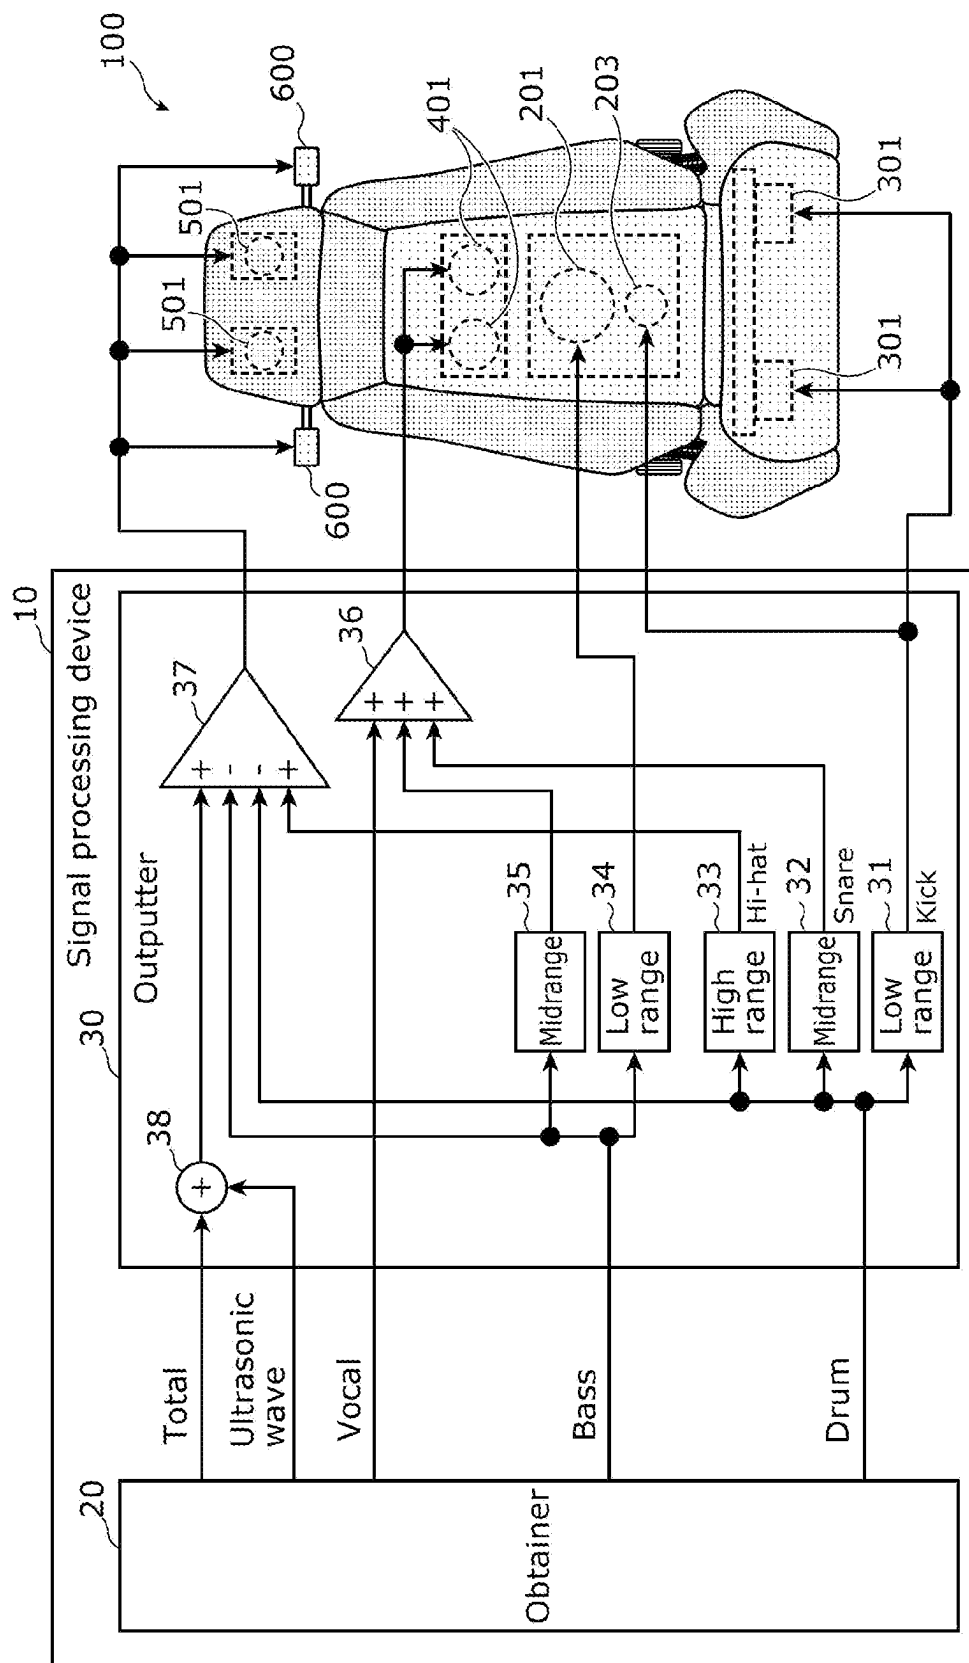 10
Signal processing device
20
Obtainer
Total
Ultrasonic
wave
Vocal
Bass
Drum
30
Outputter
38
+
37
+
-
-
+
36
+
+
+
35
Midrange
34
Low
range
33
High
range
Hi-hat
32
Midrange
Snare
31
Low
range
Kick
100
600
600
501
501
401
201
203
301
301